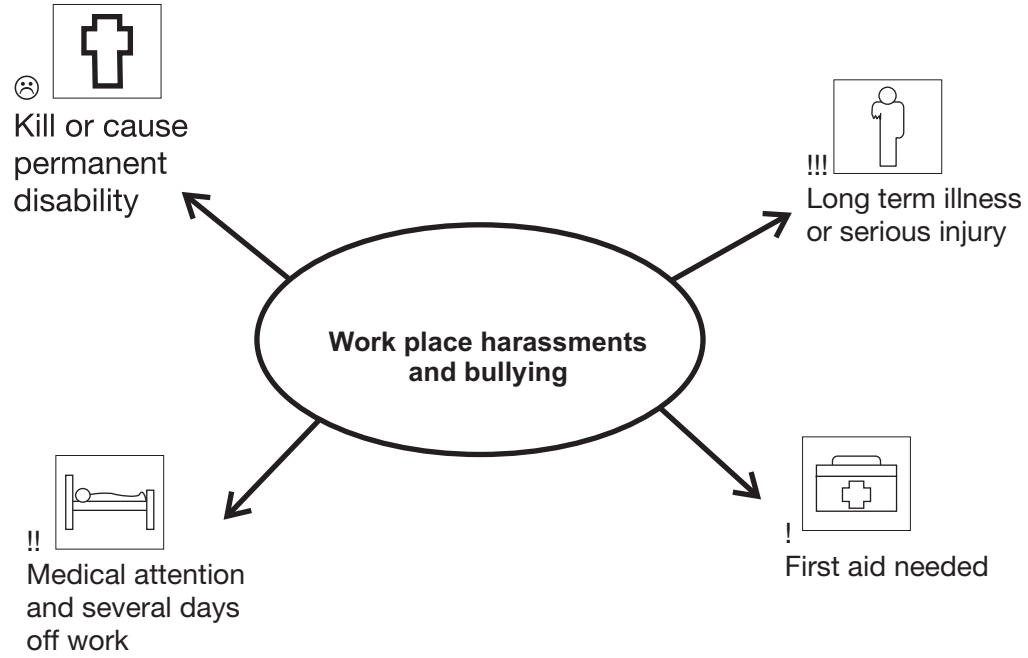 ☹
Kill or cause
permanent
disability
!!!
Long term illness
or serious injury
Work place harassments
and bullying
!!
Medical attention
and several days
off work
!
First aid needed